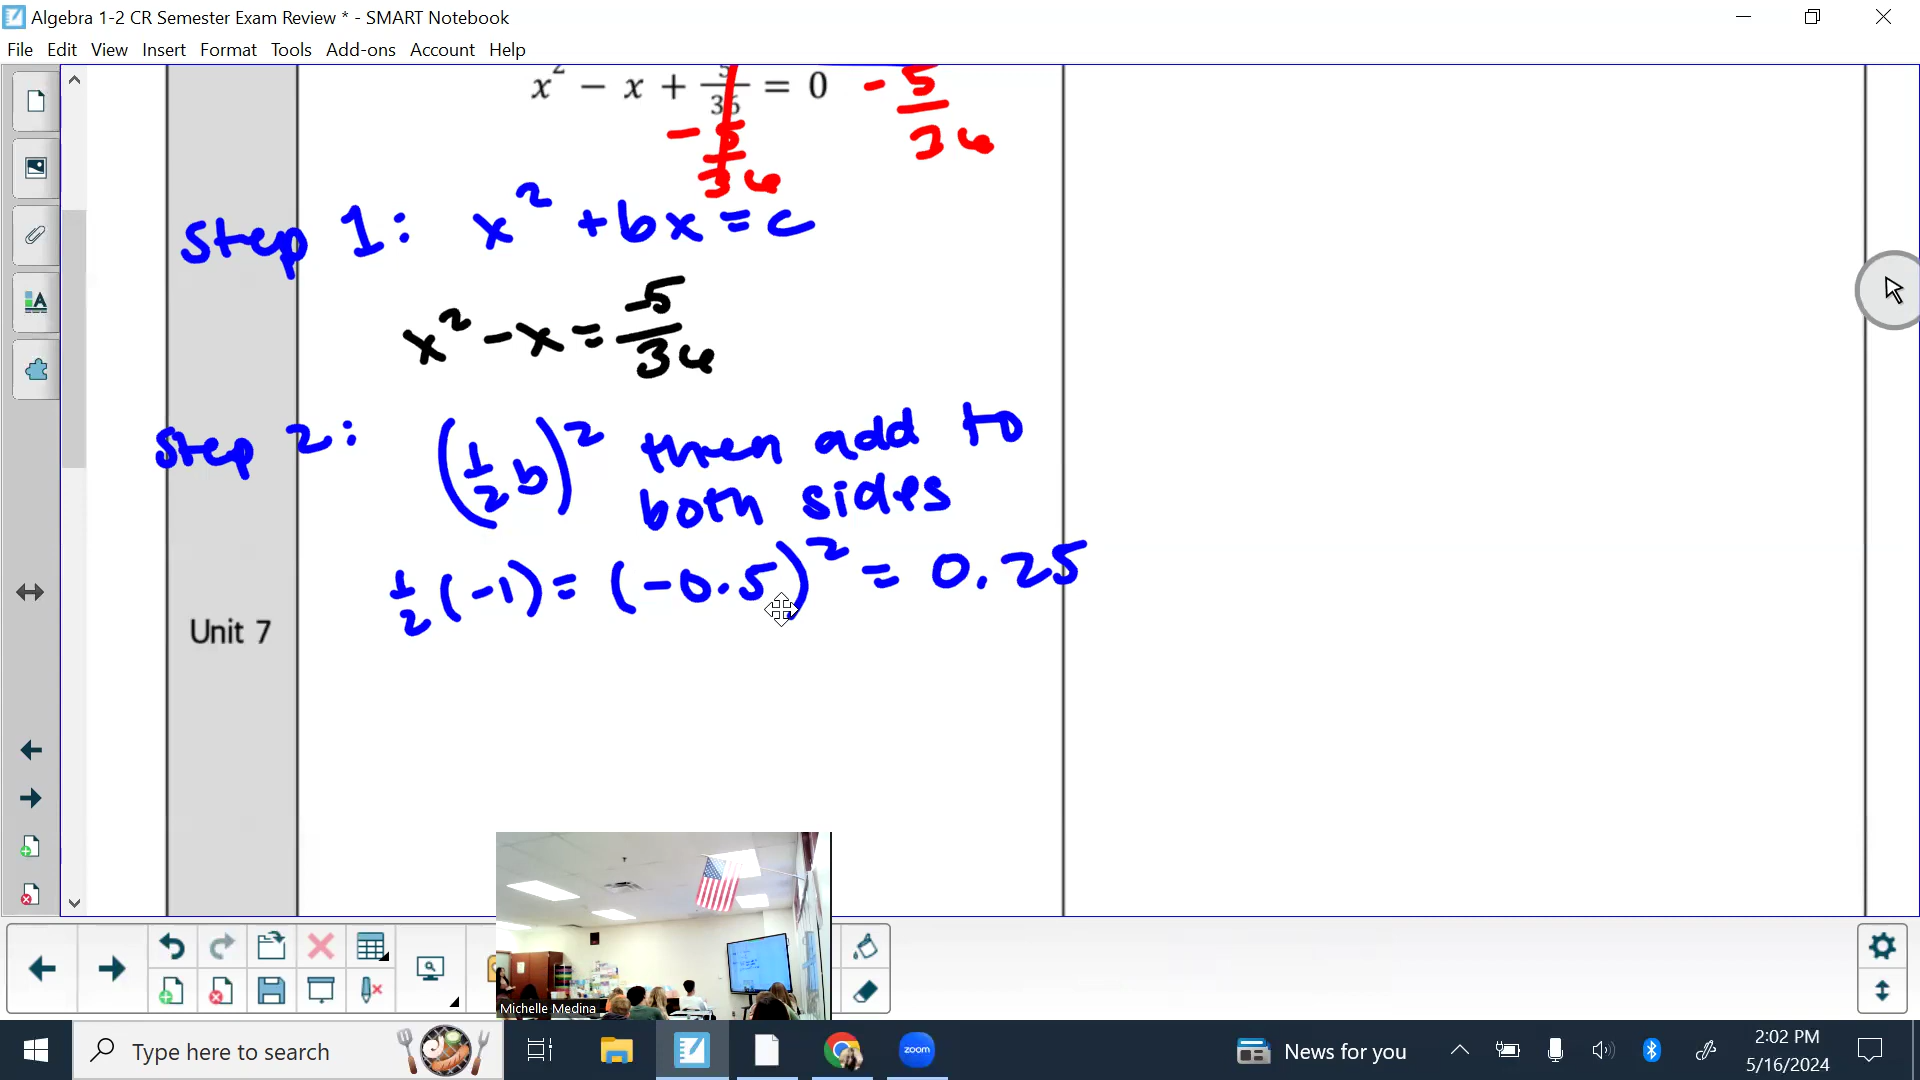 Algebra 1-2 CR Semester Exam Review * - SMART Notebook
File Edit View Insert Format Tools Add-ons Account Help
x² − x + 5/36 = 0 - 5/36
- 5/36
Step 1: x² + bx = c
x² - x = -5/36
Step 2: (1/2 b)² then add to
both sides
1/2 (-1) = (-0.5)² = 0.25
Unit 7
Michelle Medina
Type here to search
zoom
News for you
2:02 PM
5/16/2024